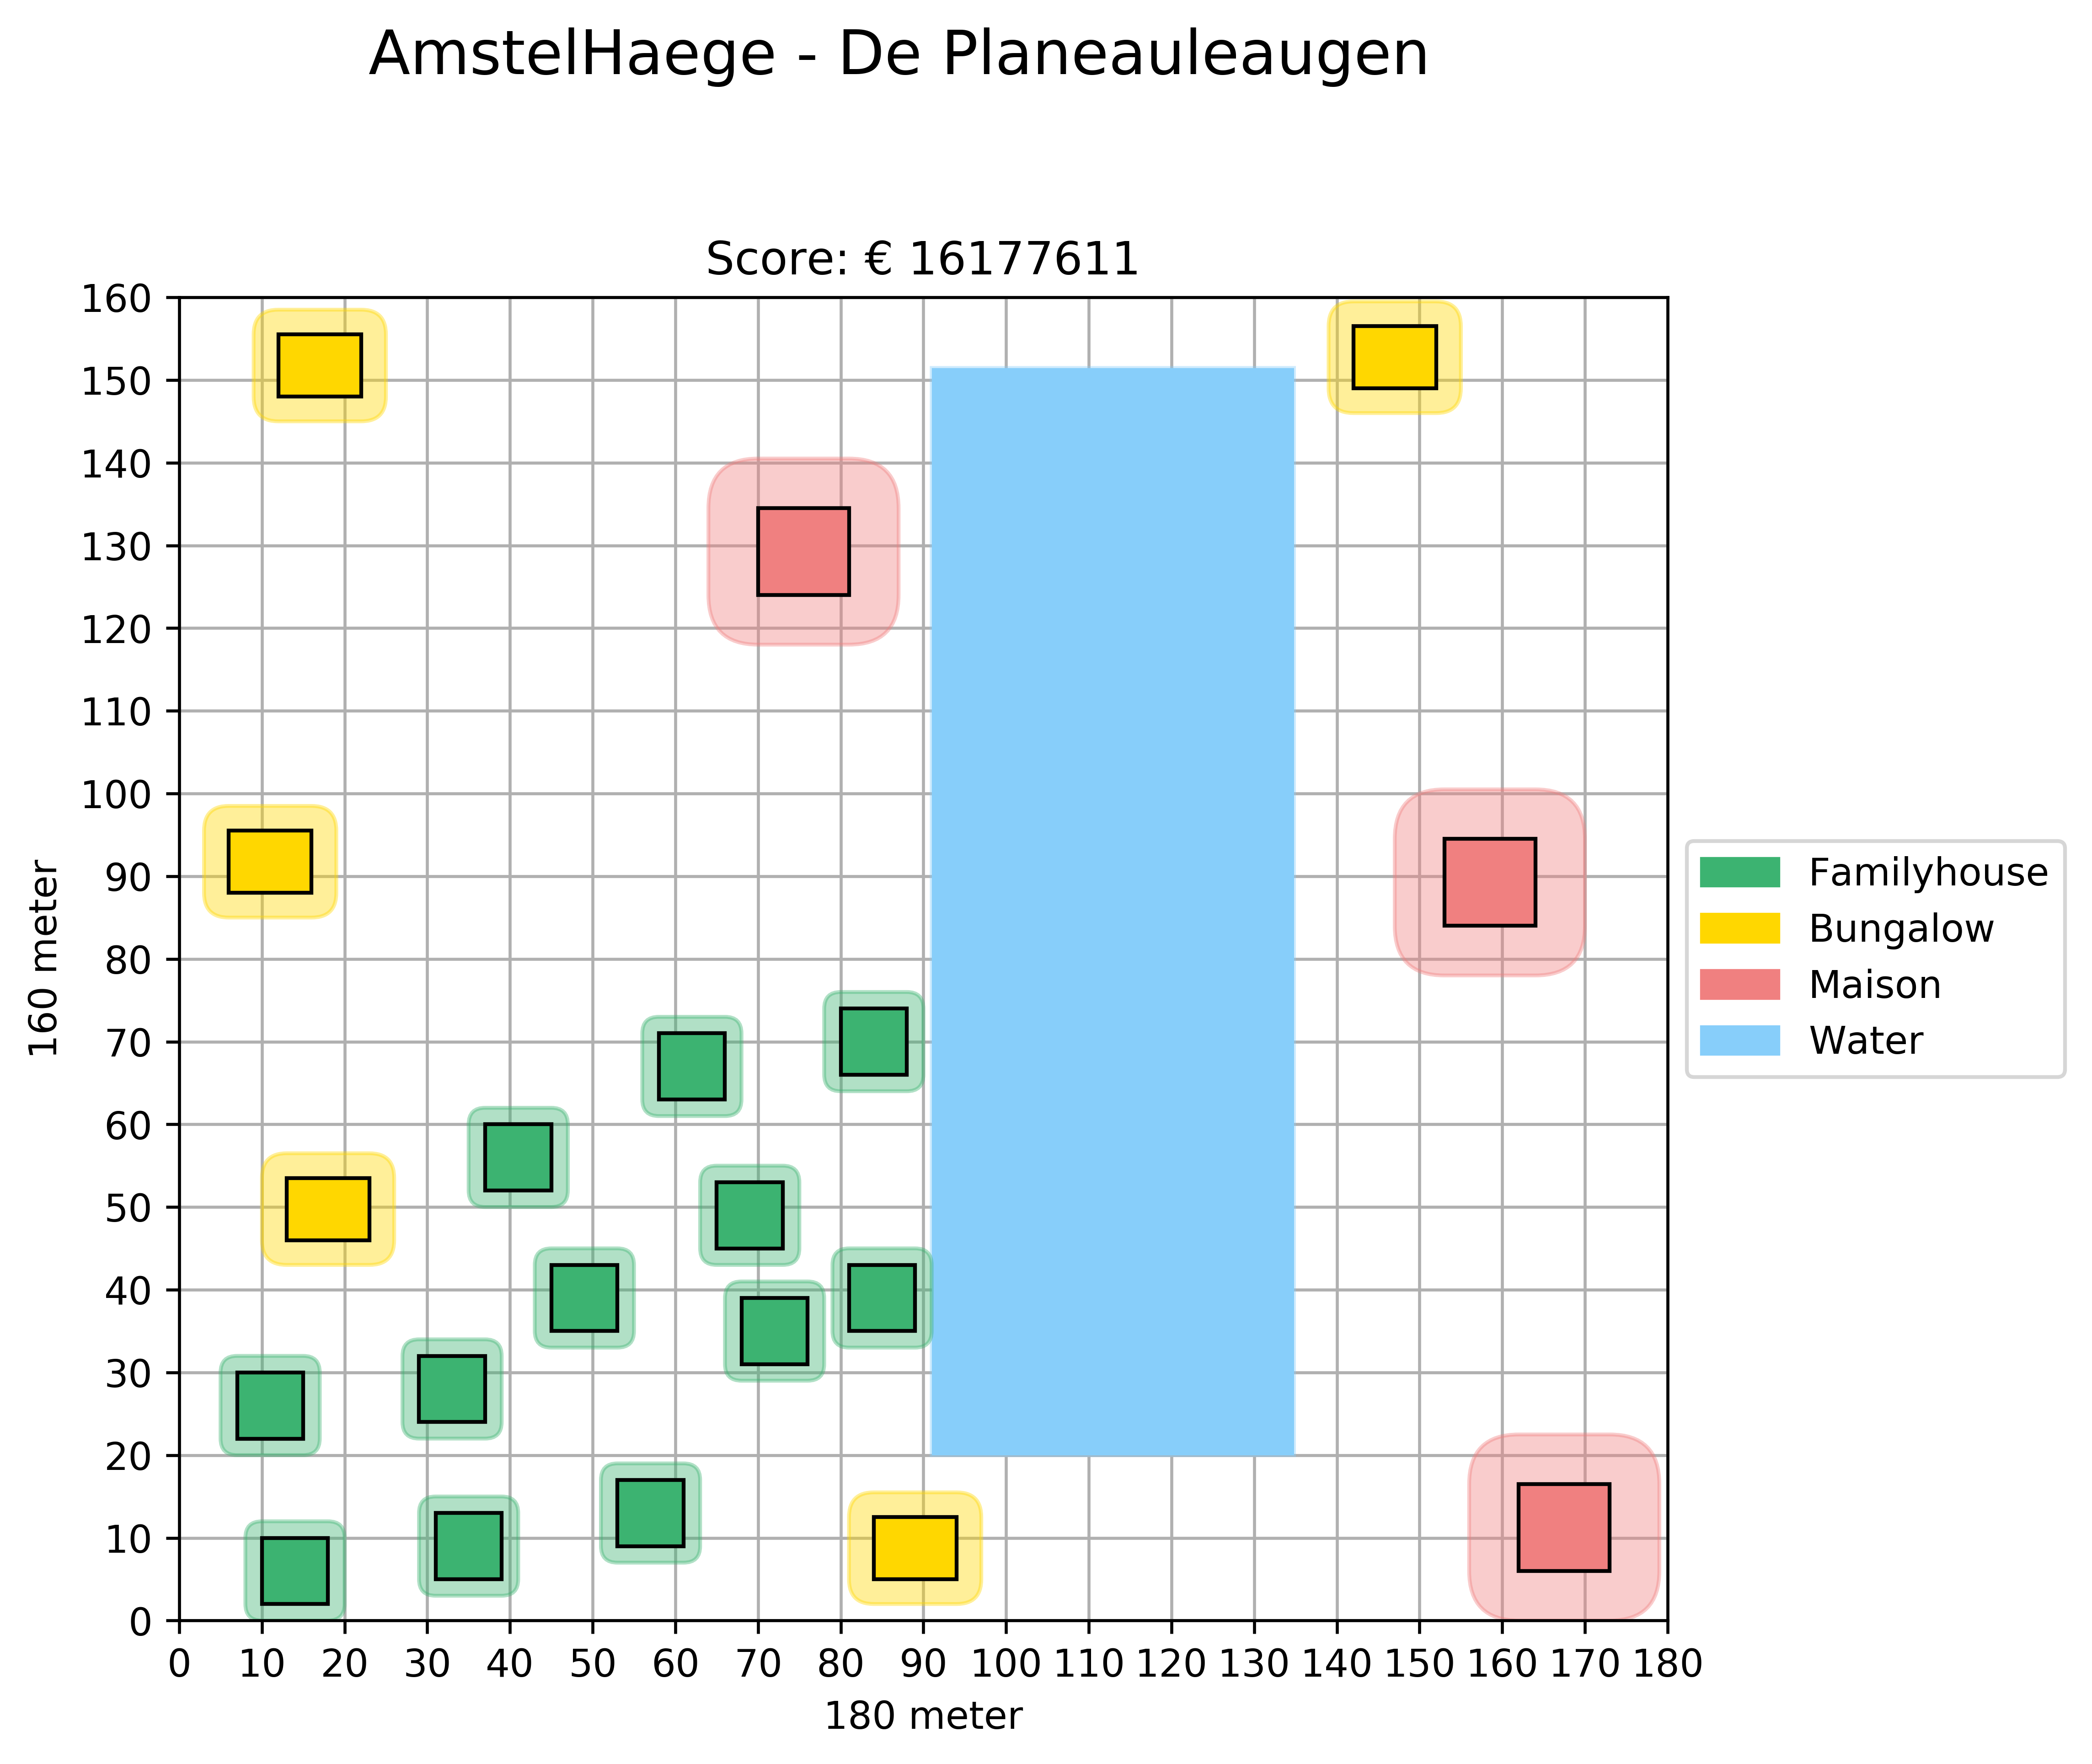 AmstelHaege - De Planeauleaugen
Score: € 16177611
160
150
140
130
120
110
100
90
80
70
60
50
40
30
20
10
0
160 meter
0 10 20 30 40 50 60 70 80 90 100 110 120 130 140 150 160 170 180
180 meter
Familyhouse
Bungalow
Maison
Water